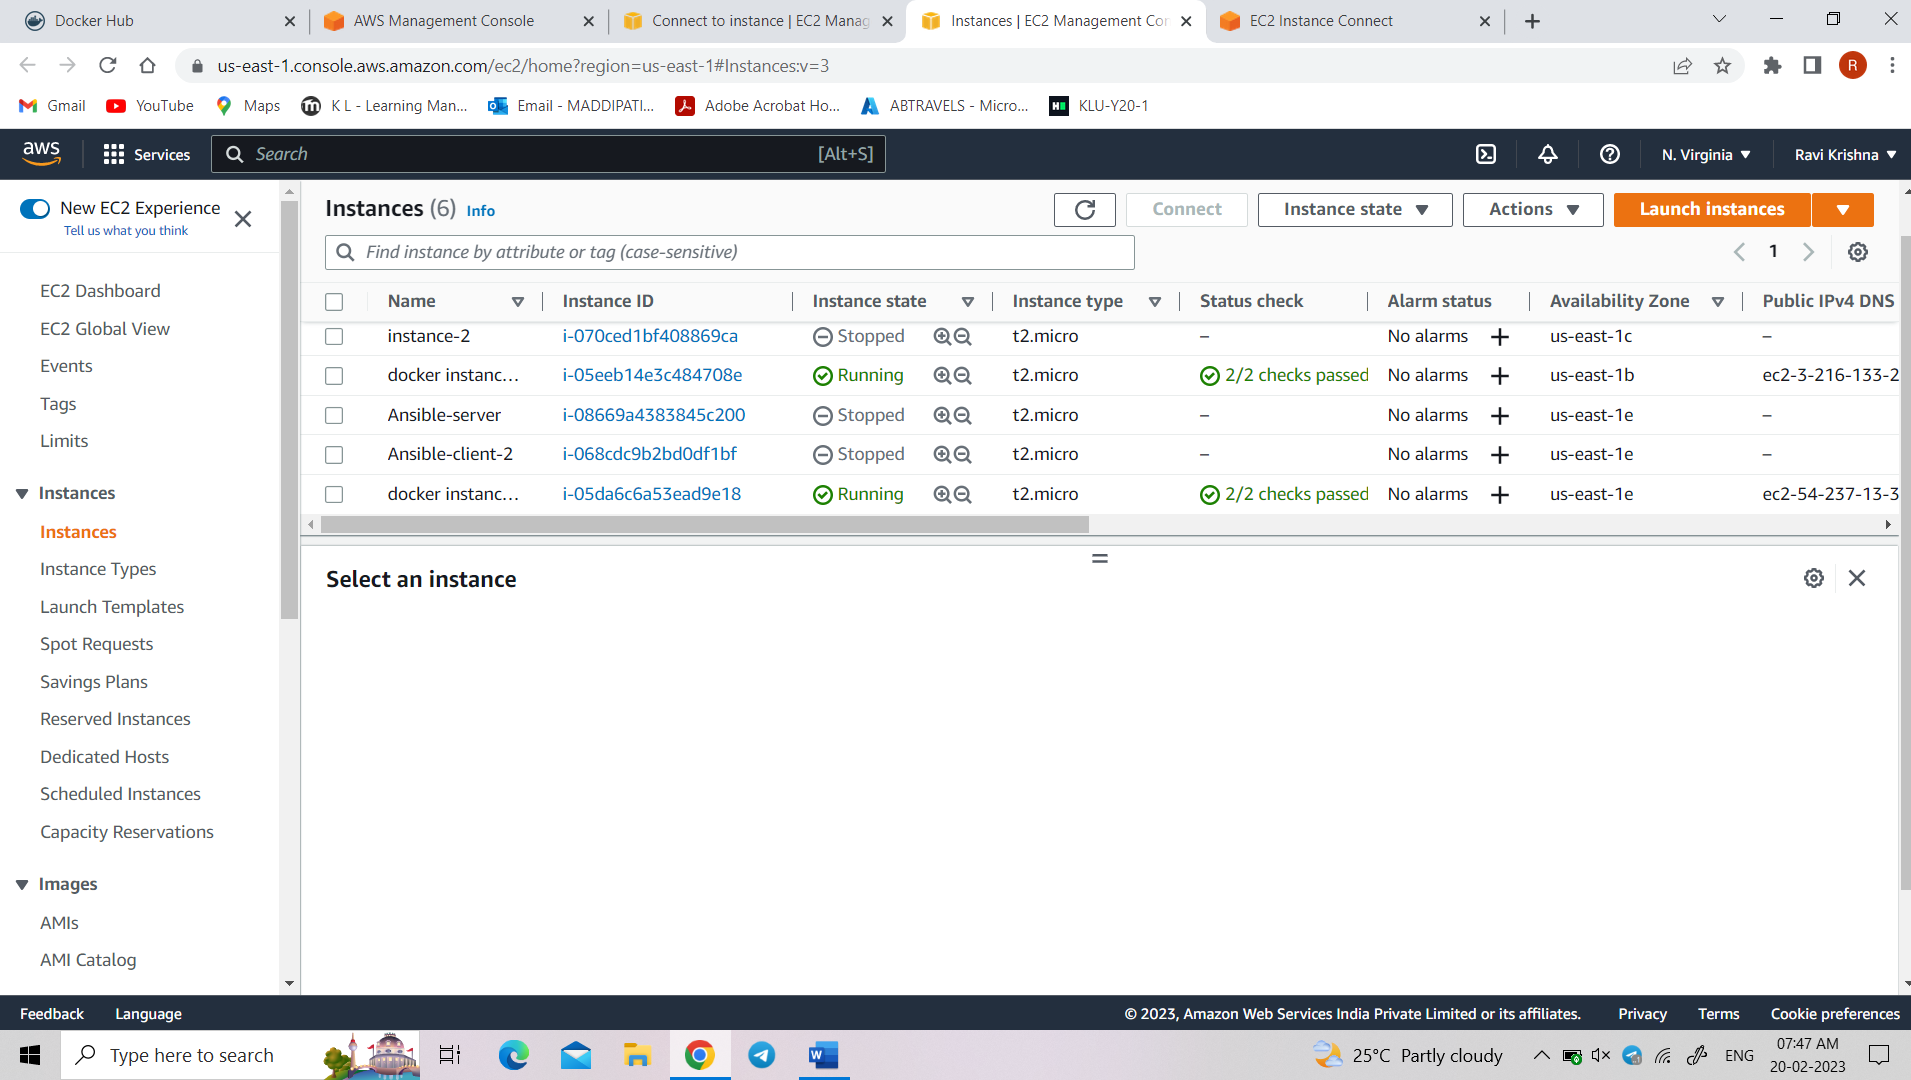 Docker Hub
AWS Management Console
Connect to instance | EC2 Manag
Instances | EC2 Management Con
EC2 Instance Connect
us-east-1.console.aws.amazon.com/ec2/home?region=us-east-1#Instances:v=3
R
Gmail
YouTube
Maps
K L - Learning Man...
Email - MADDIPATI...
Adobe Acrobat Ho...
ABTRAVELS - Micro...
KLU-Y20-1
aws
Services
Search
[Alt+S]
N. Virginia
Ravi Krishna
New EC2 Experience
Tell us what you think
EC2 Dashboard
EC2 Global View
Events
Tags
Limits
Instances
Instances
Instance Types
Launch Templates
Spot Requests
Savings Plans
Reserved Instances
Dedicated Hosts
Scheduled Instances
Capacity Reservations
Images
AMIs
AMI Catalog
Instances (6) Info
Connect
Instance state
Actions
Launch instances
Find instance by attribute or tag (case-sensitive)
1
Name Instance ID Instance state Instance type Status check Alarm status Availability Zone Public IPv4 DNS
instance-2 i-070ced1bf408869ca Stopped t2.micro – No alarms + us-east-1c –
docker instanc... i-05eeb14e3c484708e Running t2.micro 2/2 checks passed No alarms + us-east-1b ec2-3-216-133-2
Ansible-server i-08669a4383845c200 Stopped t2.micro – No alarms + us-east-1e –
Ansible-client-2 i-068cdc9b2bd0df1bf Stopped t2.micro – No alarms + us-east-1e –
docker instanc... i-05da6c6a53ead9e18 Running t2.micro 2/2 checks passed No alarms + us-east-1e ec2-54-237-13-3
Select an instance
Feedback
Language
© 2023, Amazon Web Services India Private Limited or its affiliates.
Privacy
Terms
Cookie preferences
Type here to search
25°C Partly cloudy
ENG
07:47 AM
20-02-2023